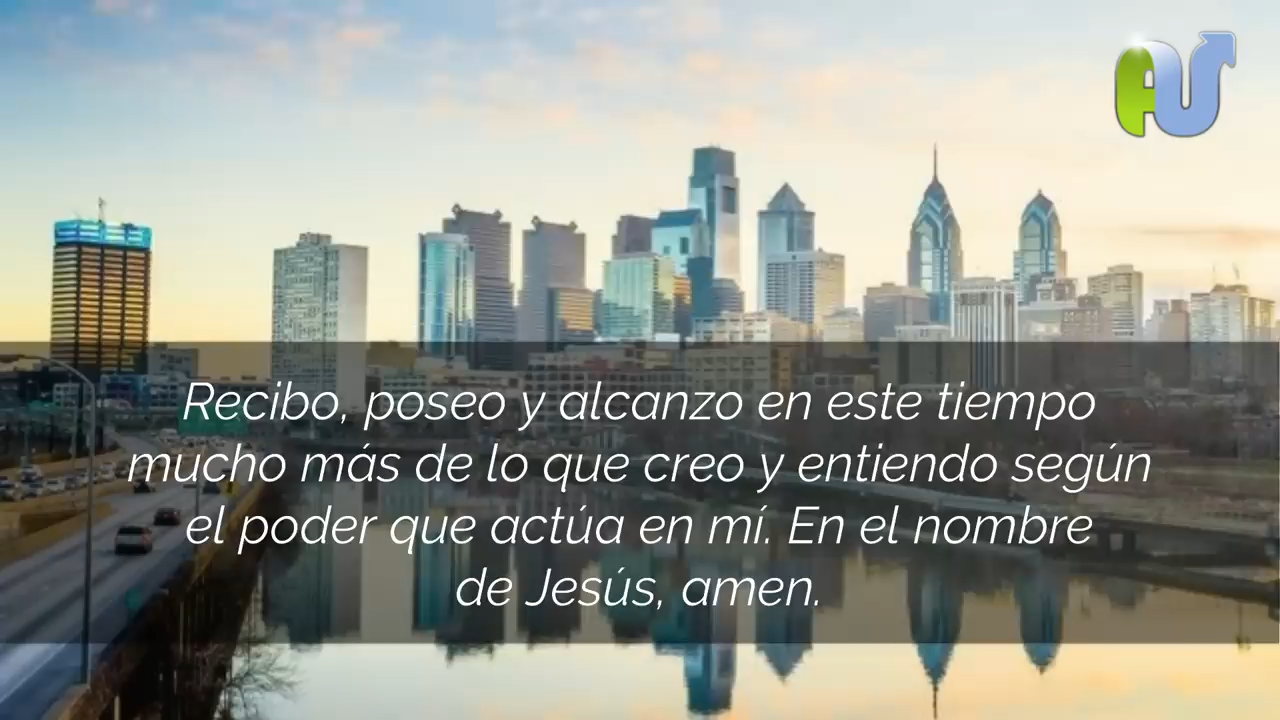 AU
Recibo, poseo y alcanzo en este tiempo
mucho más de lo que creo y entiendo según
el poder que actúa en mí. En el nombre
de Jesús, amen.